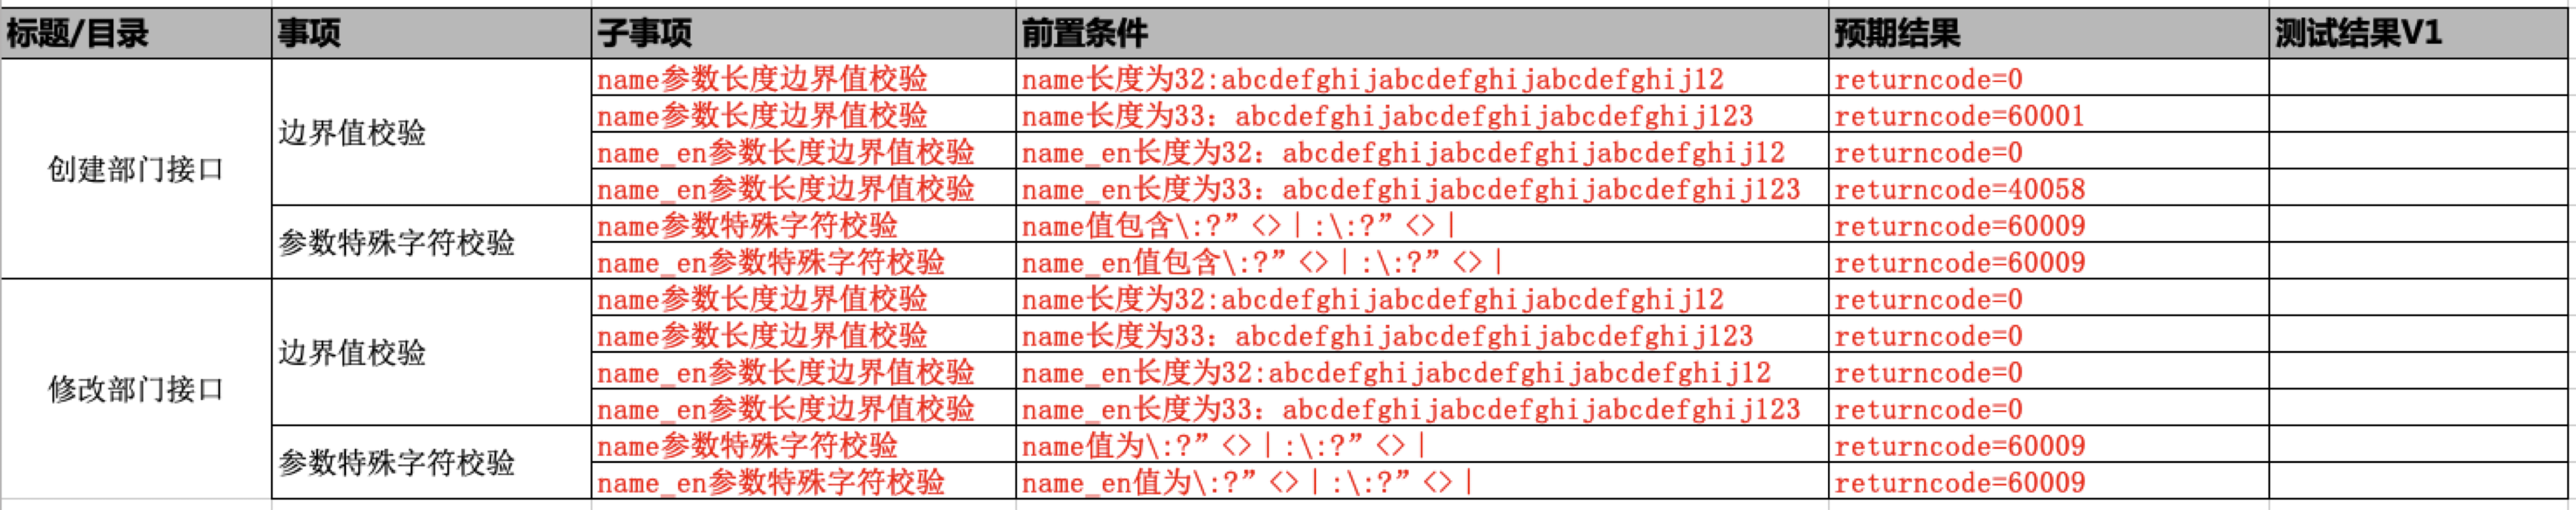 标题/目录 事项 子事项 前置条件 预期结果 测试结果V1
创建部门接口 边界值校验 name参数长度边界值校验 name长度为32:abcdefghijabcdefghijabcdefghij12 returncode=0
name参数长度边界值校验 name长度为33：abcdefghijabcdefghijabcdefghij123 returncode=60001
name_en参数长度边界值校验 name_en长度为32：abcdefghijabcdefghijabcdefghij12 returncode=0
name_en参数长度边界值校验 name_en长度为33：abcdefghijabcdefghijabcdefghij123 returncode=40058
参数特殊字符校验 name参数特殊字符校验 name值包含\:?”<>｜:\:?”<>｜ returncode=60009
name_en参数特殊字符校验 name_en值包含\:?”<>｜:\:?”<>｜ returncode=60009
修改部门接口 边界值校验 name参数长度边界值校验 name长度为32:abcdefghijabcdefghijabcdefghij12 returncode=0
name参数长度边界值校验 name长度为33：abcdefghijabcdefghijabcdefghij123 returncode=0
name_en参数长度边界值校验 name_en长度为32:abcdefghijabcdefghijabcdefghij12 returncode=0
name_en参数长度边界值校验 name_en长度为33：abcdefghijabcdefghijabcdefghij123 returncode=0
参数特殊字符校验 name参数特殊字符校验 name值为\:?”<>｜:\:?”<>｜ returncode=60009
name_en参数特殊字符校验 name_en值为\:?”<>｜:\:?”<>｜ returncode=60009